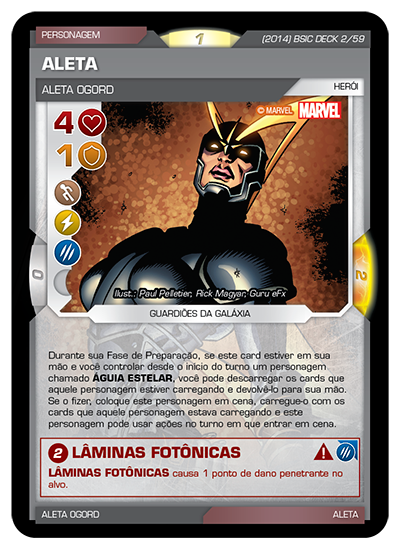 PERSONAGEM
1
(2014) BSIC DECK 2/59
ALETA
ALETA OGORD
HERÓI
© MARVEL MARVEL
4
1
0
2
Ilust.: Paul Pelletier, Rick Magyar, Guru eFx
GUARDIÕES DA GALÁXIA
Durante sua Fase de Preparação, se este card estiver em sua
mão e você controlar desde o início do turno um personagem
chamado ÁGUIA ESTELAR, você pode descarregar os cards que
aquele personagem estiver carregando e devolvê-lo para sua mão.
Se o fizer, coloque este personagem em cena, carregue-o com os
cards que aquele personagem estava carregando e este
personagem pode usar ações no turno em que entrar em cena.
2 LÂMINAS FOTÔNICAS
LÂMINAS FOTÔNICAS causa 1 ponto de dano penetrante no
alvo.
ALETA OGORD
ALETA